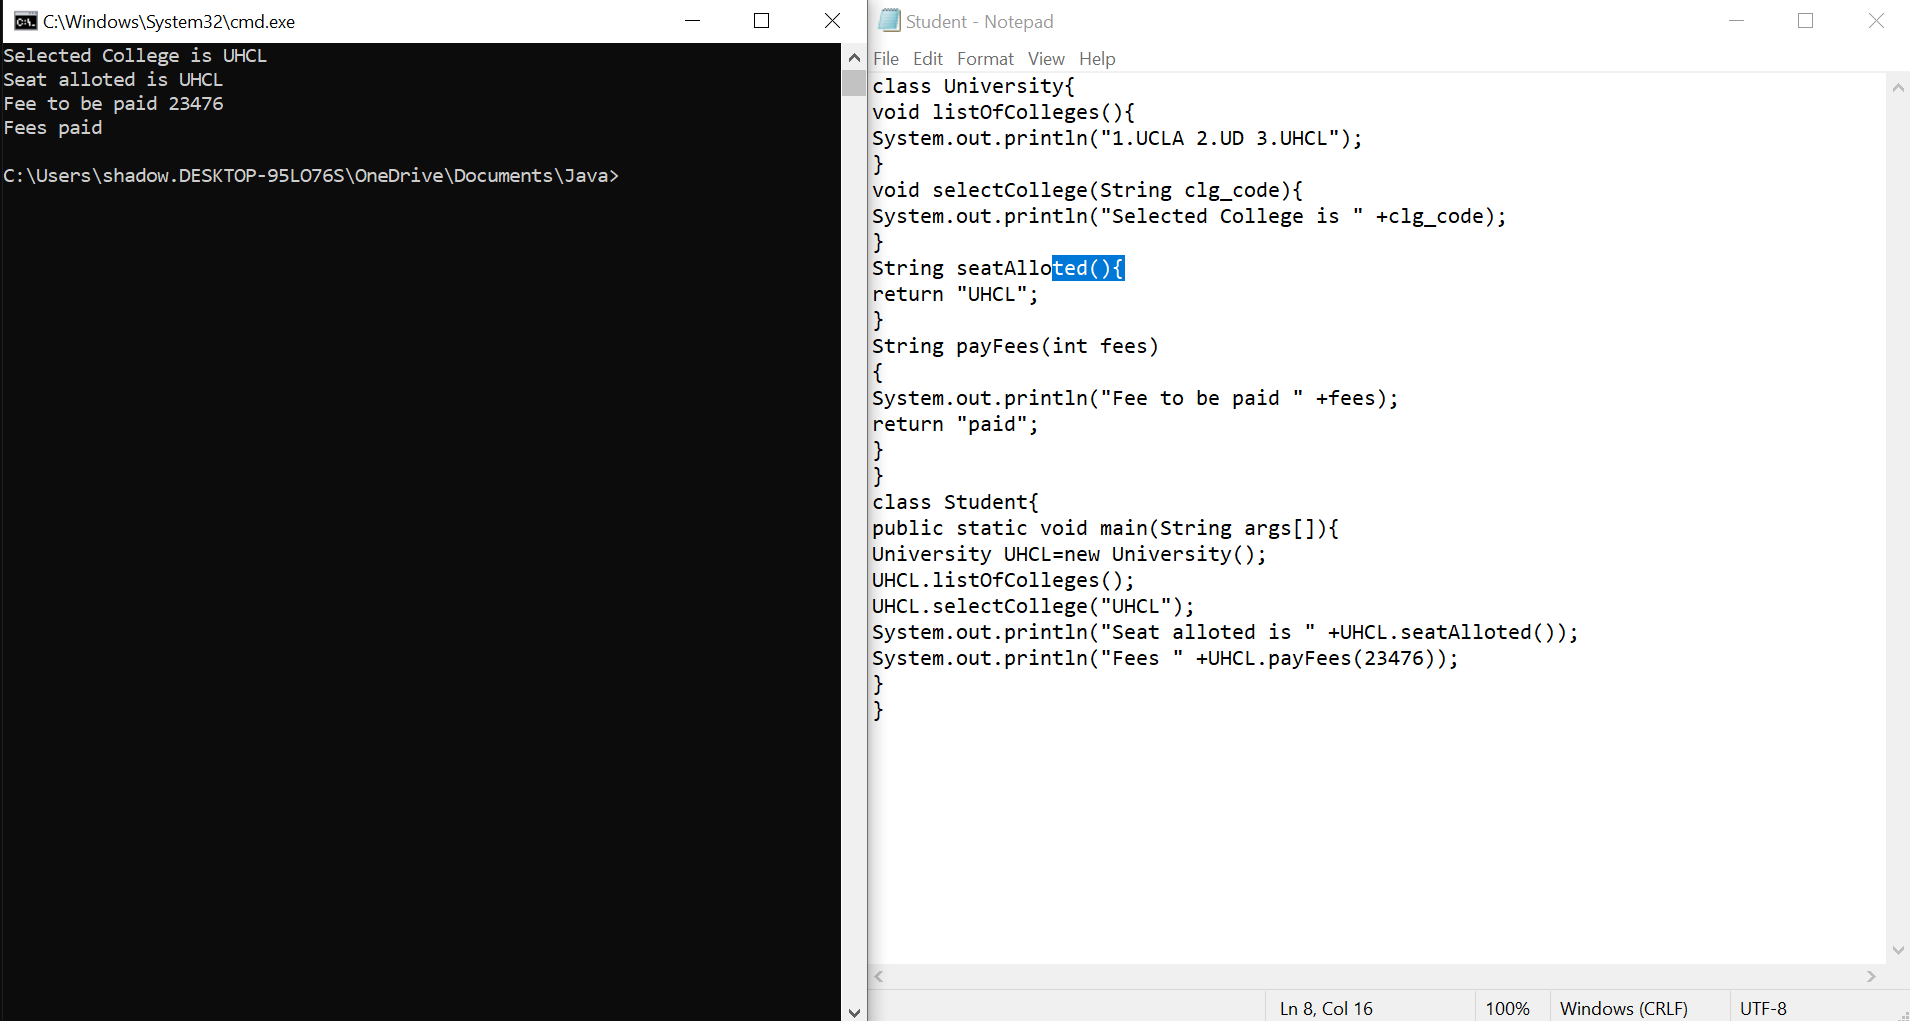 C:\Windows\System32\cmd.exe
Selected College is UHCL
Seat alloted is UHCL
Fee to be paid 23476
Fees paid
C:\Users\shadow.DESKTOP-95LO76S\OneDrive\Documents\Java>
Student - Notepad
File Edit Format View Help
class University{
void listOfColleges(){
System.out.println("1.UCLA 2.UD 3.UHCL");
}
void selectCollege(String clg_code){
System.out.println("Selected College is " +clg_code);
}
String seatAlloted(){
return "UHCL";
}
String payFees(int fees)
{
System.out.println("Fee to be paid " +fees);
return "paid";
}
}
class Student{
public static void main(String args[]){
University UHCL=new University();
UHCL.listOfColleges();
UHCL.selectCollege("UHCL");
System.out.println("Seat alloted is " +UHCL.seatAlloted());
System.out.println("Fees " +UHCL.payFees(23476));
}
}
Ln 8, Col 16 100% Windows (CRLF) UTF-8